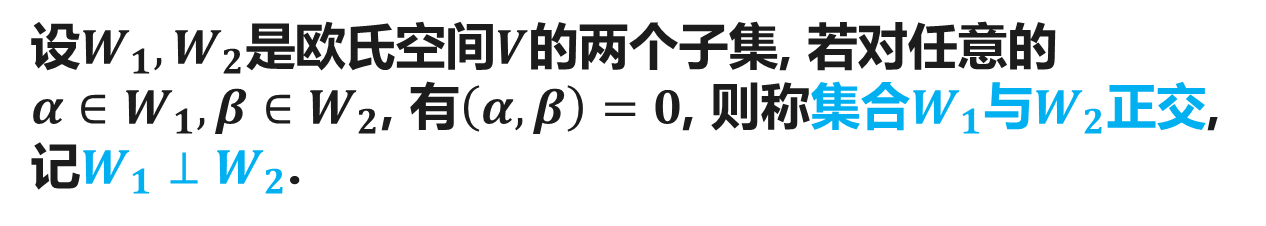 设W₁, W₂是欧氏空间V的两个子集, 若对任意的
α ∈ W₁, β ∈ W₂, 有(α, β) = 0, 则称集合W₁与W₂正交,
记W₁ ⊥ W₂.